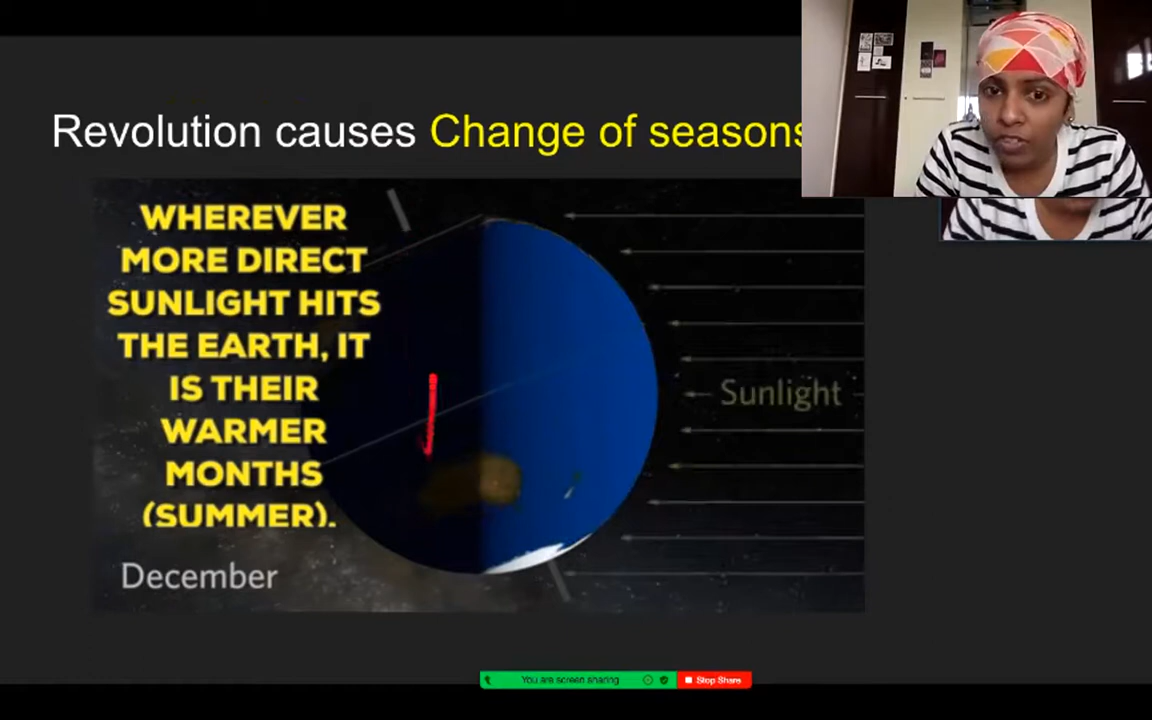 Revolution causes Change of seasons
WHEREVER
MORE DIRECT
SUNLIGHT HITS
THE EARTH, IT
IS THEIR
WARMER
MONTHS
(SUMMER).
Sunlight
December
You are screen sharing
Stop Share